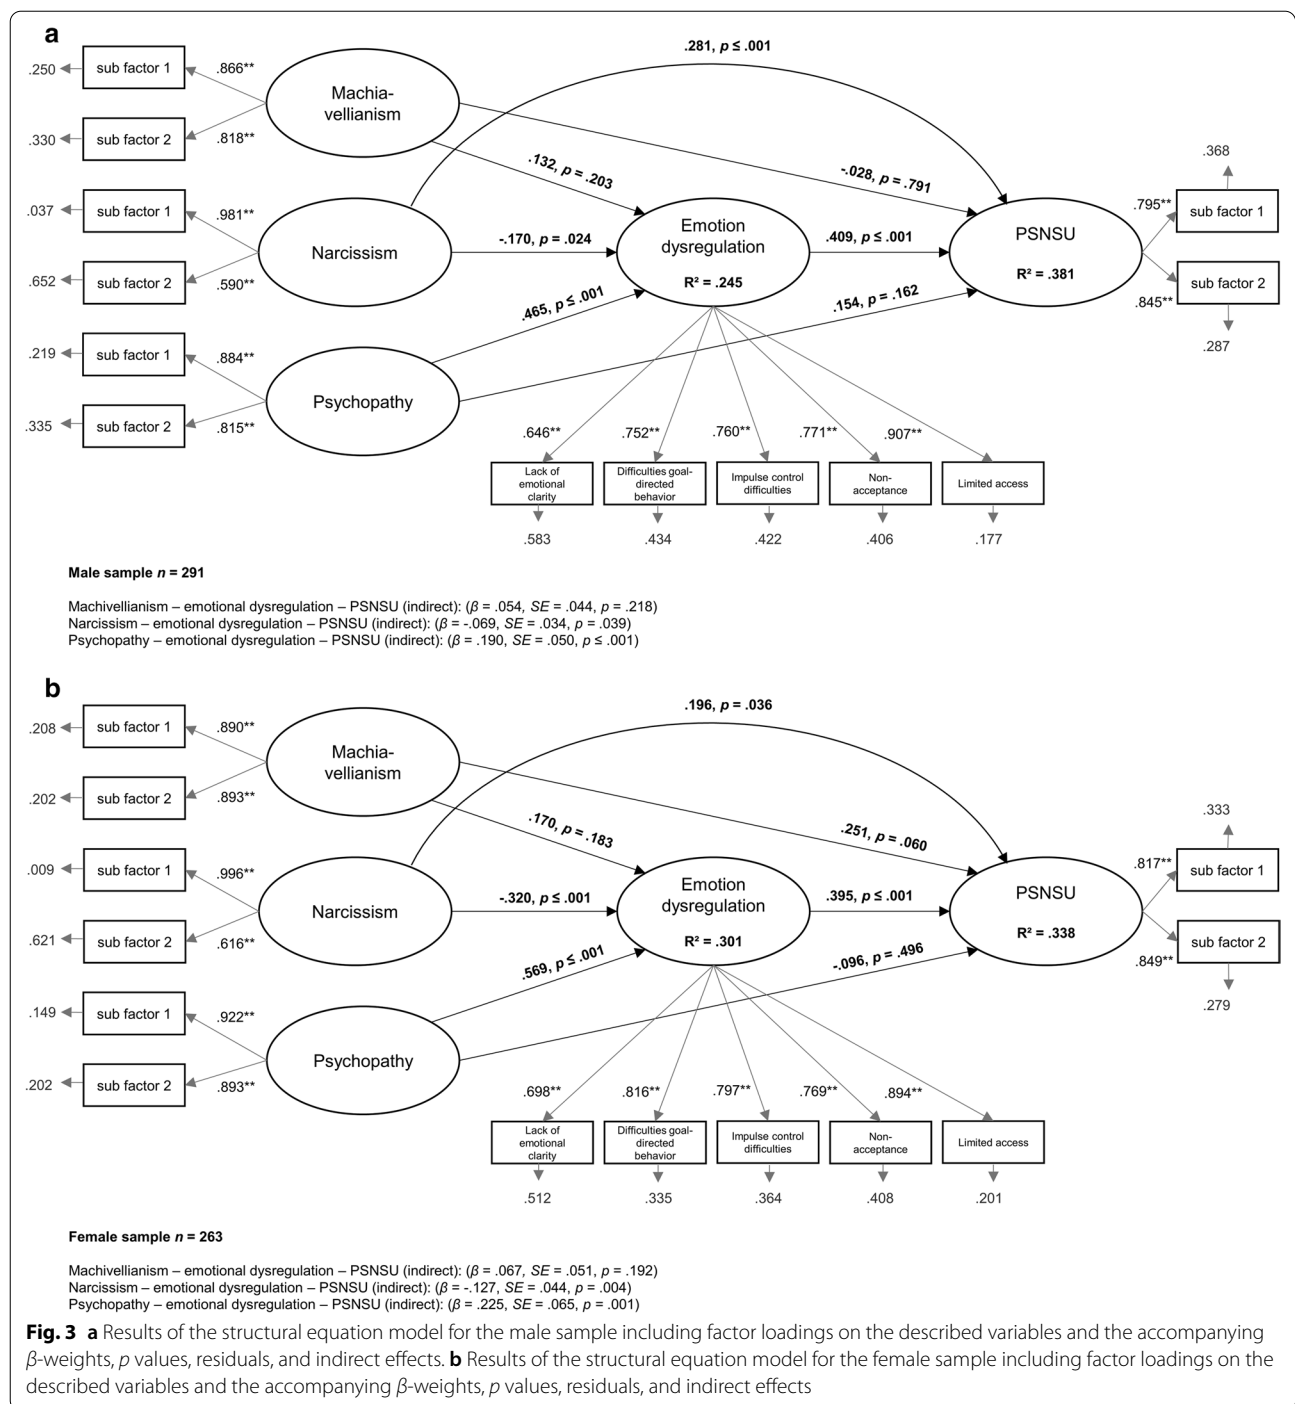 a
.281, p ≤ .001
sub factor 1
.250
.866**
Machia-
vellianism
sub factor 2
.330
.818**
.132, p = .203
-.028, p = .791
.368
.037
sub factor 1
.981**
Narcissism
-.170, p = .024
Emotion
dysregulation
R² = .245
.409, p ≤ .001
PSNSU
R² = .381
.795**
sub factor 1
.652
sub factor 2
.590**
.845**
sub factor 2
.287
.465, p ≤ .001
.154, p = .162
.219
sub factor 1
.884**
Psychopathy
.335
sub factor 2
.815**
.646**
.752**
.760**
.771**
.907**
Lack of
emotional
clarity
Difficulties goal-
directed
behavior
Impulse control
difficulties
Non-
acceptance
Limited access
.583
.434
.422
.406
.177
Male sample n = 291
Machivellianism – emotional dysregulation – PSNSU (indirect): (β = .054, SE = .044, p = .218)
Narcissism – emotional dysregulation – PSNSU (indirect): (β = -.069, SE = .034, p = .039)
Psychopathy – emotional dysregulation – PSNSU (indirect): (β = .190, SE = .050, p ≤ .001)
b
.196, p = .036
.208
sub factor 1
.890**
Machia-
vellianism
.202
sub factor 2
.893**
.170, p = .183
.251, p = .060
.333
.009
sub factor 1
.996**
Narcissism
-.320, p ≤ .001
Emotion
dysregulation
R² = .301
.395, p ≤ .001
PSNSU
R² = .338
.817**
sub factor 1
.621
sub factor 2
.616**
.849**
sub factor 2
.279
.569, p ≤ .001
-.096, p = .496
.149
sub factor 1
.922**
Psychopathy
.202
sub factor 2
.893**
.698**
.816**
.797**
.769**
.894**
Lack of
emotional
clarity
Difficulties goal-
directed
behavior
Impulse control
difficulties
Non-
acceptance
Limited access
.512
.335
.364
.408
.201
Female sample n = 263
Machivellianism – emotional dysregulation – PSNSU (indirect): (β = .067, SE = .051, p = .192)
Narcissism – emotional dysregulation – PSNSU (indirect): (β = -.127, SE = .044, p = .004)
Psychopathy – emotional dysregulation – PSNSU (indirect): (β = .225, SE = .065, p = .001)
Fig. 3 a Results of the structural equation model for the male sample including factor loadings on the described variables and the accompanying
β-weights, p values, residuals, and indirect effects. b Results of the structural equation model for the female sample including factor loadings on the
described variables and the accompanying β-weights, p values, residuals, and indirect effects